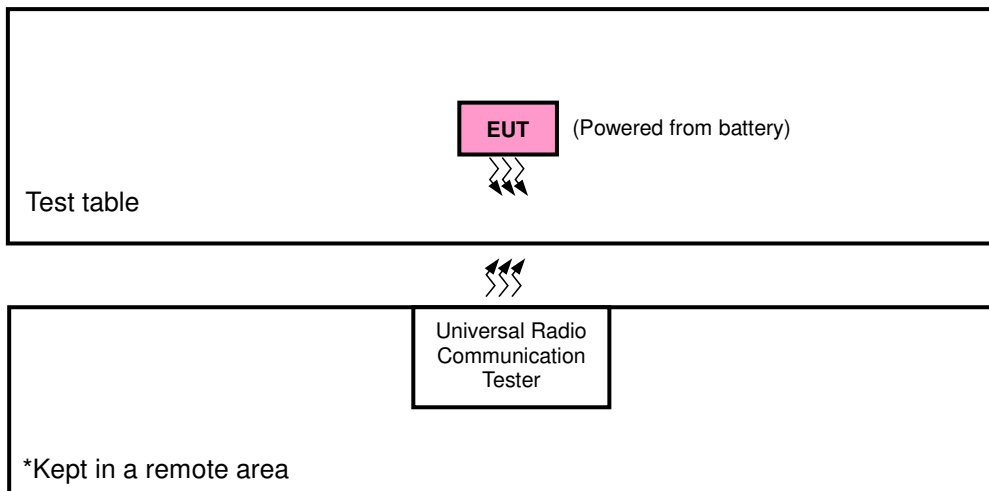 EUT
(Powered from battery)
Test table
Universal Radio
Communication
Tester
*Kept in a remote area